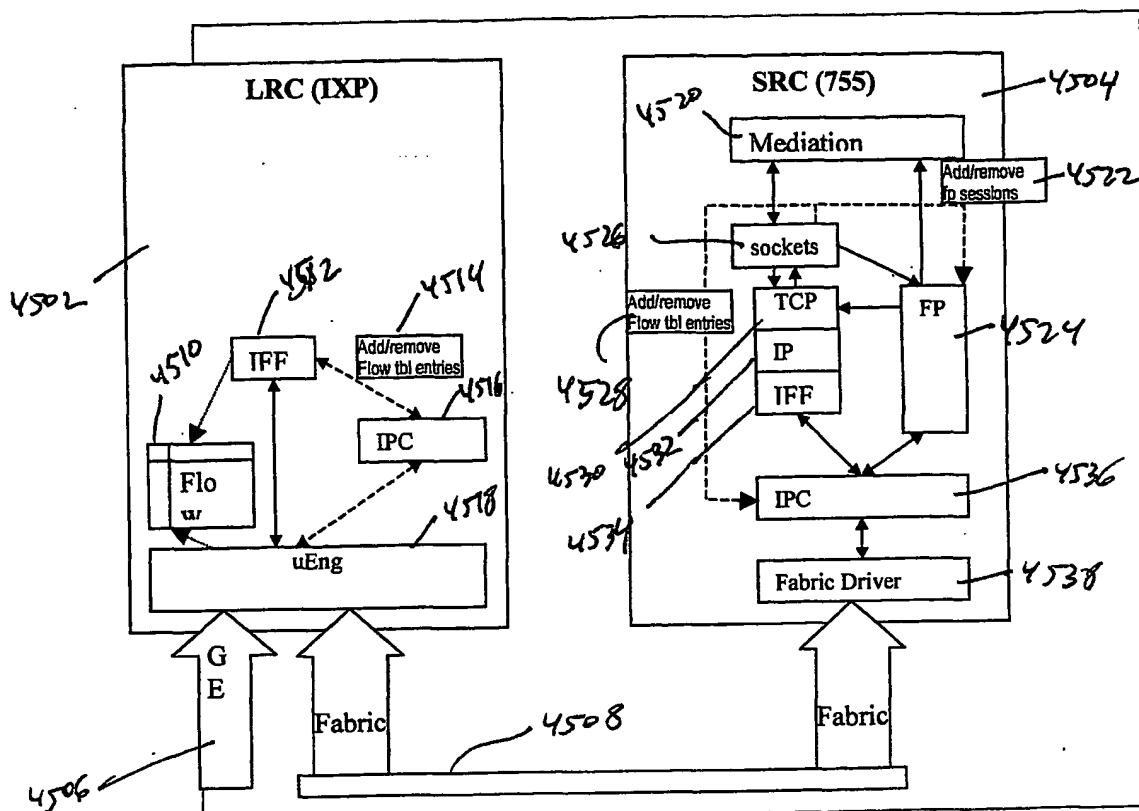 LRC (IXP)
SRC (755)
4504
4520
Mediation
Add/remove
fp sessions
4522
4526
sockets
4502
4512
4514
Add/remove
Flow tbl entries
IFF
4510
4516
IPC
Flo
w
4518
uEng
Add/remove
Flow tbl entries
4528
TCP
IP
IFF
FP
4524
4530
4532
4534
IPC
4536
Fabric Driver
4538
G
E
Fabric
Fabric
4508
4506